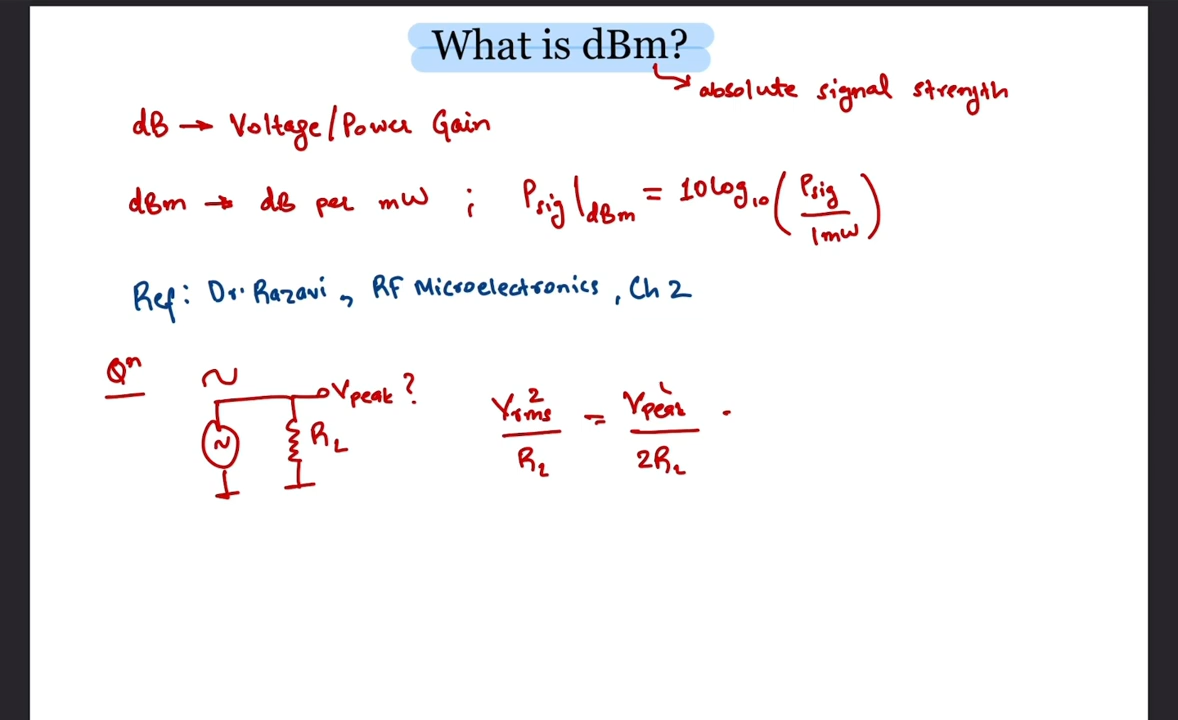 What is dBm?
absolute signal strength
dB → Voltage/Power Gain
dBm → dB per mW ; Psig|dBm = 10log10(Psig/1mW)
Ref: Dr. Razavi, RF Microelectronics, Ch 2
Qn
Vpeak?
RL
Vrms²/RL = Vpeak²/2RL